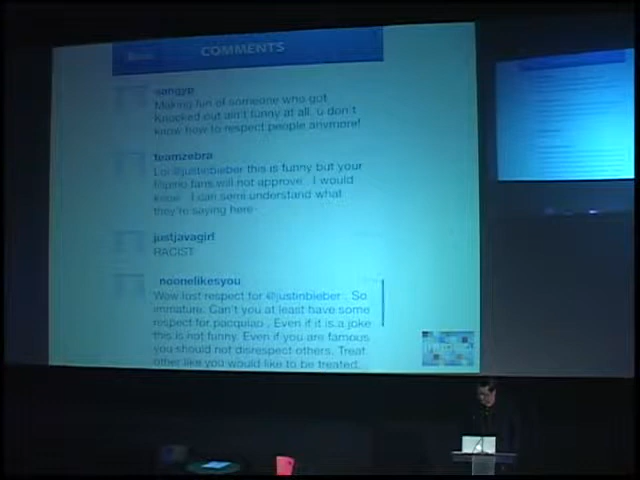 COMMENTS
sangyp
Making fun of someone who got
Knocked out ain't funny at all, u don't
know how to respect people anymore!
teamzebra
Lol @justinbieber this is funny but your
filipino fans will not approve . I would
know . I can semi understand what
they're saying here
justjavagirl
RACIST
noonelikesyou
Wow lost respect for @justinbieber . So
immature. Can't you at least have some
respect for pacquiao , Even if it is a joke
this is not funny. Even if you are famous
you should not disrespect others. Treat
other like you would like to be treated.